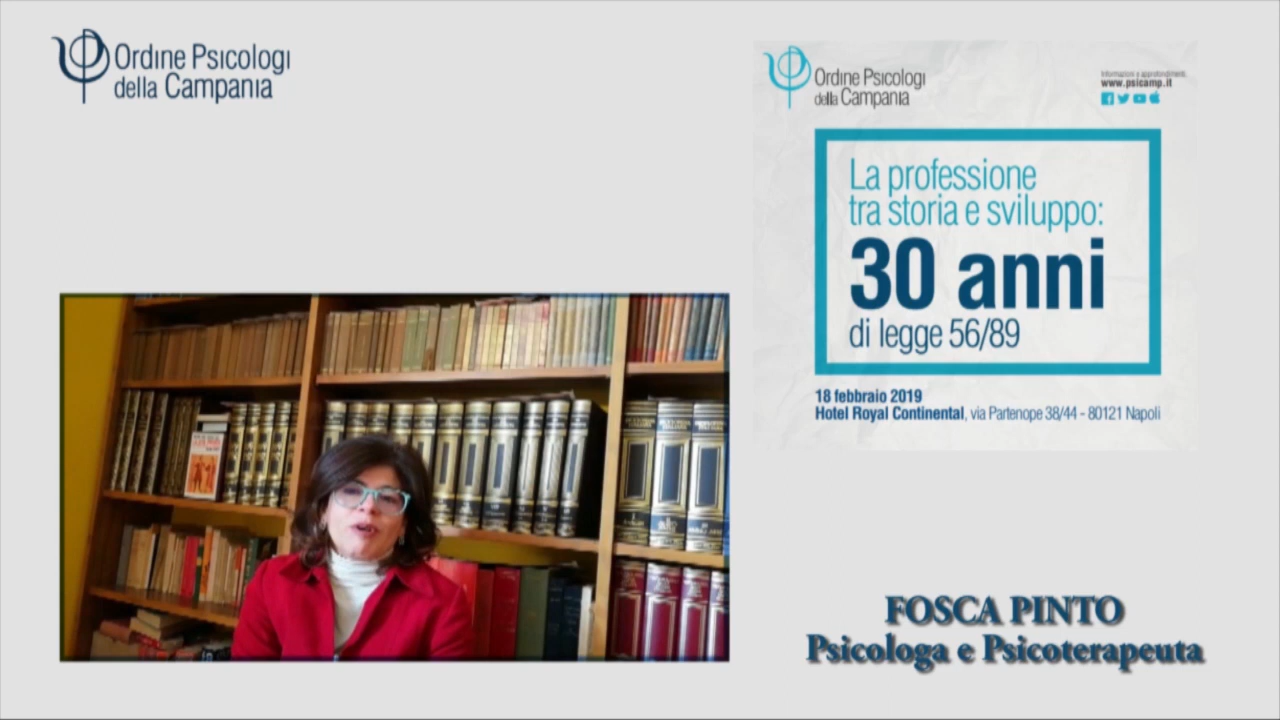 Ordine Psicologi
della Campania
Ordine Psicologi
della Campania
Informazioni e approfondimenti:
www.psicamp.it
La professione
tra storia e sviluppo:
30 anni
di legge 56/89
18 febbraio 2019
Hotel Royal Continental, via Partenope 38/44 - 80121 Napoli
FOSCA PINTO
Psicologa e Psicoterapeuta